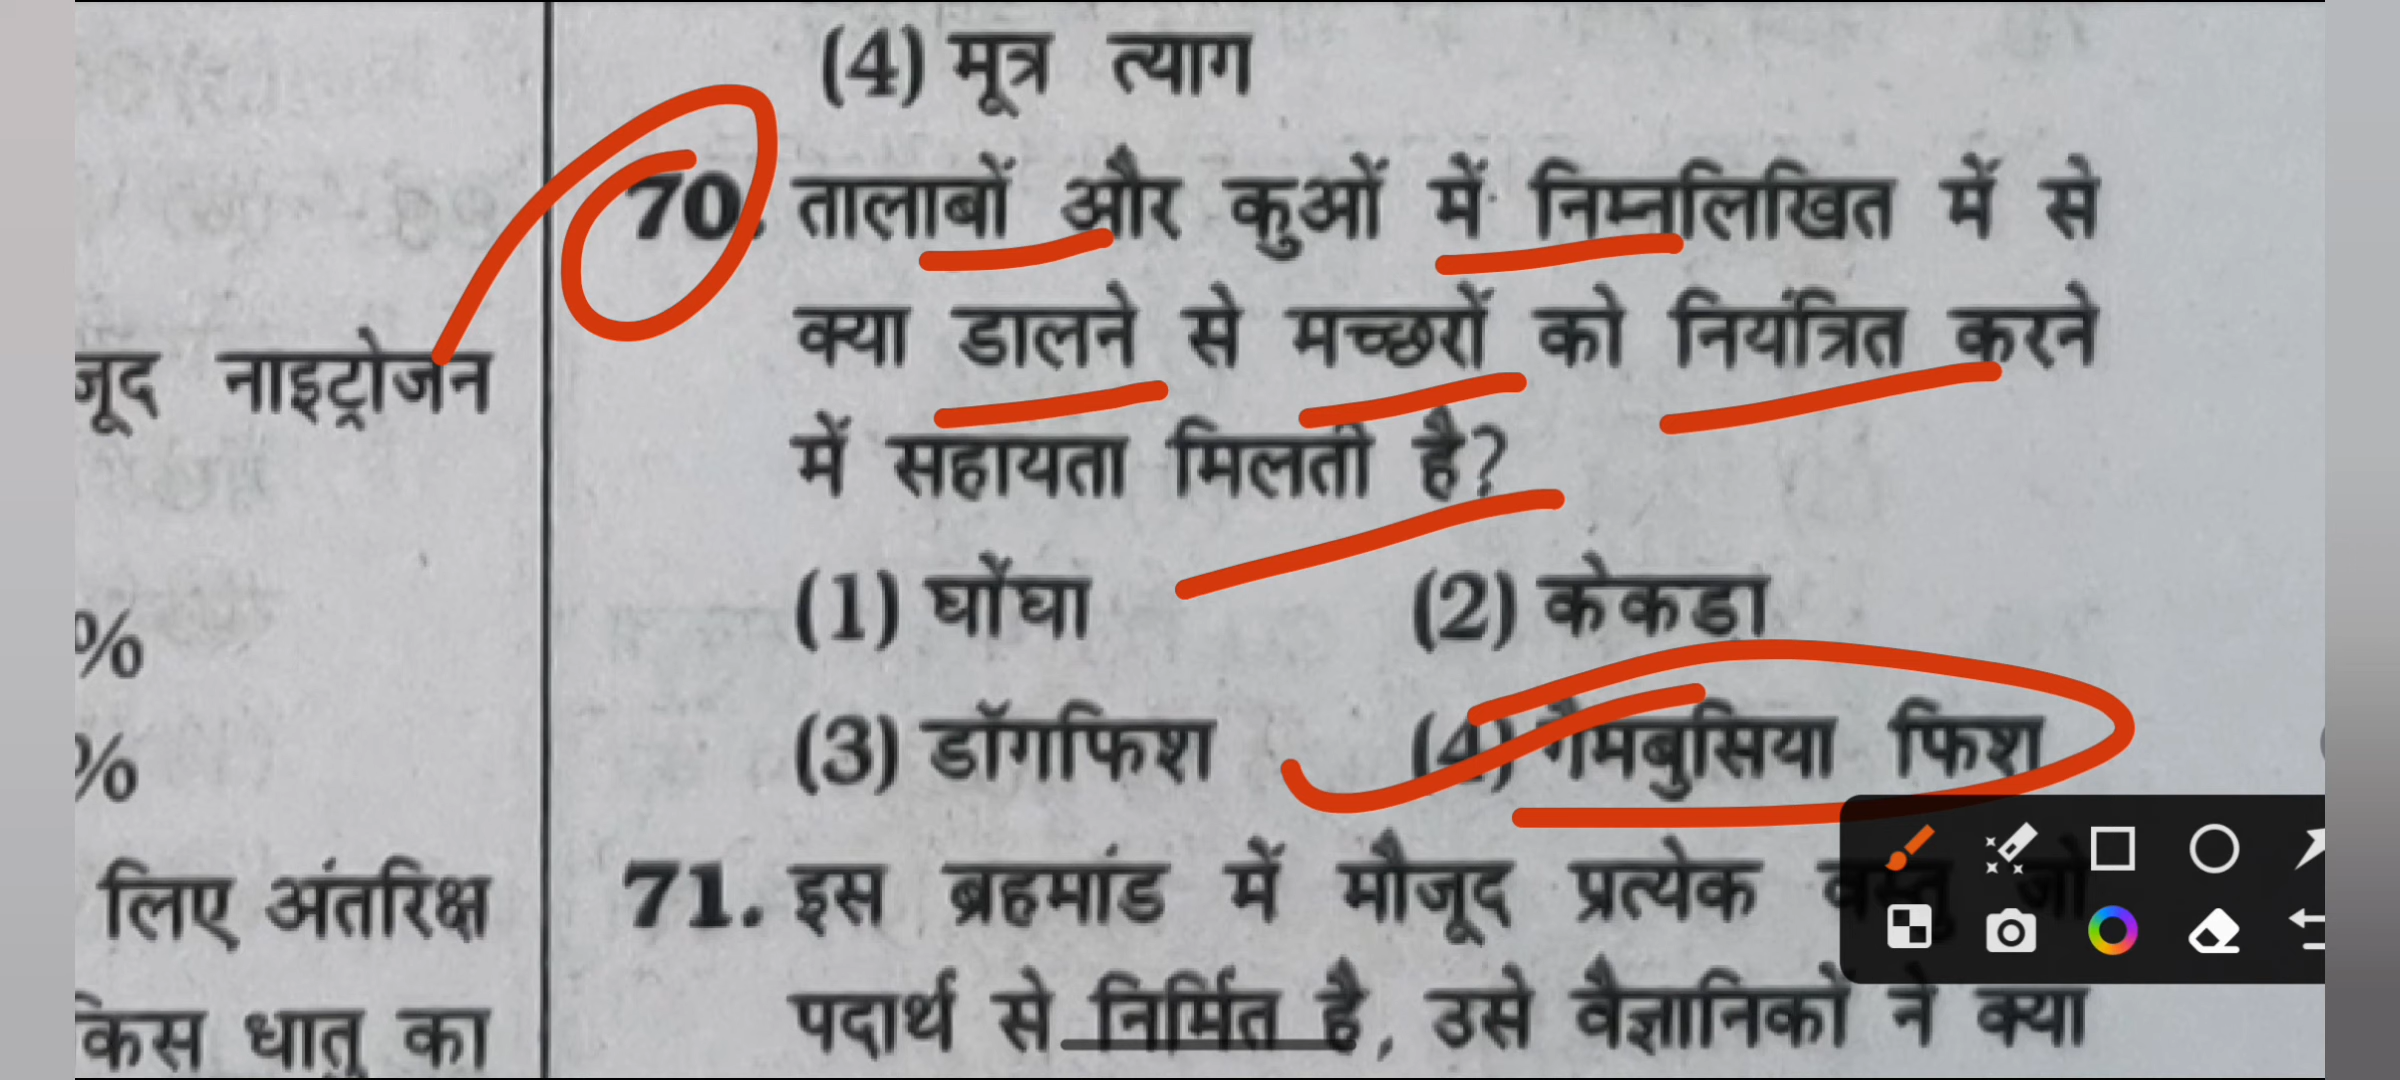 जूद नाइट्रोजन
%
%
लिए अंतरिक्ष
किस धातु का
(4) मूत्र त्याग
70. तालाबों और कुओं में निम्नलिखित में से
क्या डालने से मच्छरों को नियंत्रित करने
में सहायता मिलती है?
(1) घोंघा (2) केकडा
(3) डॉगफिश (4) गैमबुसिया फिश
71. इस ब्रहमांड में मौजूद प्रत्येक वस्तु जो
पदार्थ से निर्मित है, उसे वैज्ञानिकों ने क्या